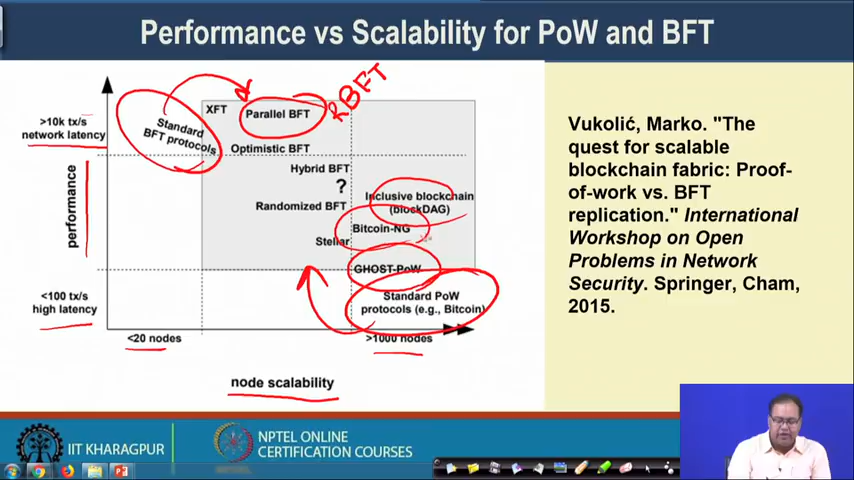 Performance vs Scalability for PoW and BFT
>10k tx/s
network latency
performance
<100 tx/s
high latency
Standard
BFT protocols
XFT
Parallel BFT
RBFT
Optimistic BFT
Hybrid BFT
?
Randomized BFT
Stellar
Inclusive blockchain
(blockDAG)
Bitcoin-NG
GHOST-PoW
Standard PoW
protocols (e.g., Bitcoin)
<20 nodes
>1000 nodes
node scalability
Vukolić, Marko. "The
quest for scalable
blockchain fabric: Proof-
of-work vs. BFT
replication." International
Workshop on Open
Problems in Network
Security. Springer, Cham,
2015.
IIT KHARAGPUR
NPTEL ONLINE
CERTIFICATION COURSES